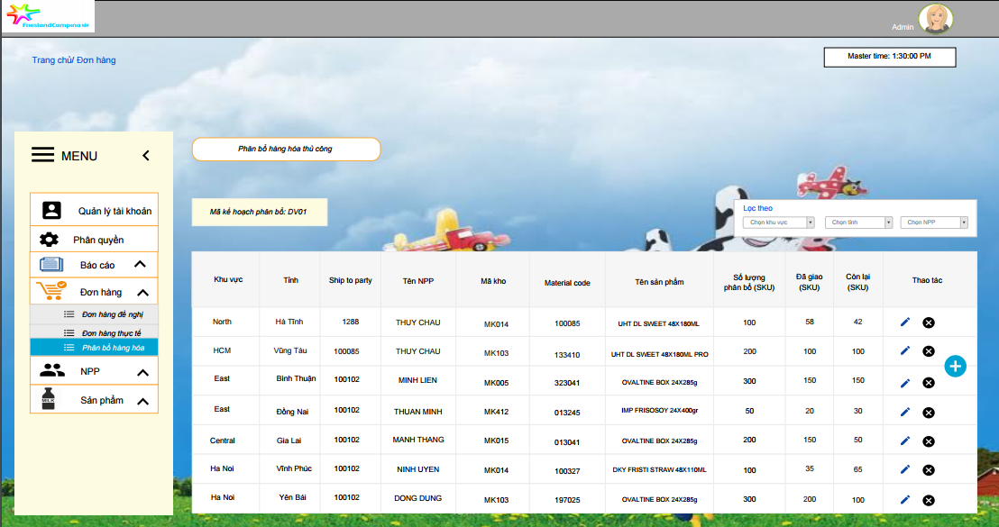 FrieslandCampina
Admin
Trang chủ/ Đơn hàng
Master time: 1:30:00 PM
MENU
Phân bổ hàng hóa thủ công
Quản lý tài khoản
Phân quyền
Báo cáo
Đơn hàng
Đơn hàng đề nghị
Đơn hàng thực tế
Phân bổ hàng hóa
NPP
MILK
Sản phẩm
Mã kế hoạch phân bổ: DV01
Lọc theo
Chọn khu vực Chọn tỉnh Chọn NPP
Khu vực Tỉnh Ship to party Tên NPP Mã kho Material code Tên sản phẩm Số lượng phân bổ (SKU) Đã giao (SKU) Còn lại (SKU) Thao tác
North Hà Tĩnh 1288 THUY CHAU MK014 100085 UHT DL SWEET 48X180ML 100 58 42
HCM Vũng Tàu 100085 THUY CHAU MK103 133410 UHT DL SWEET 48X180ML PRO 200 100 100
East Bình Thuận 100102 MINH LIEN MK005 323041 OVALTINE BOX 24X285g 300 150 150
East Đồng Nai 100102 THUAN MINH MK412 013245 IMP FRISOSOY 24X400gr 50 20 30
Central Gia Lai 100102 MANH THANG MK015 013041 OVALTINE BOX 24X285g 200 150 50
Ha Noi Vĩnh Phúc 100102 NINH UYEN MK014 100327 DKY FRISTI STRAW 48X110ML 100 35 65
Ha Noi Yên Bái 100102 DONG DUNG MK103 197025 OVALTINE BOX 24X285g 300 200 100